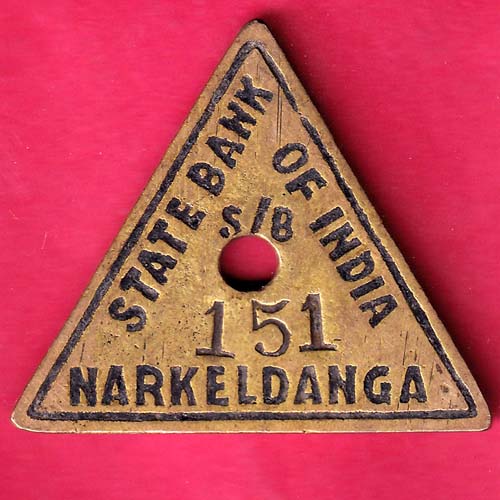 STATE BANK
OF INDIA
S/B
151
NARKELDANGA